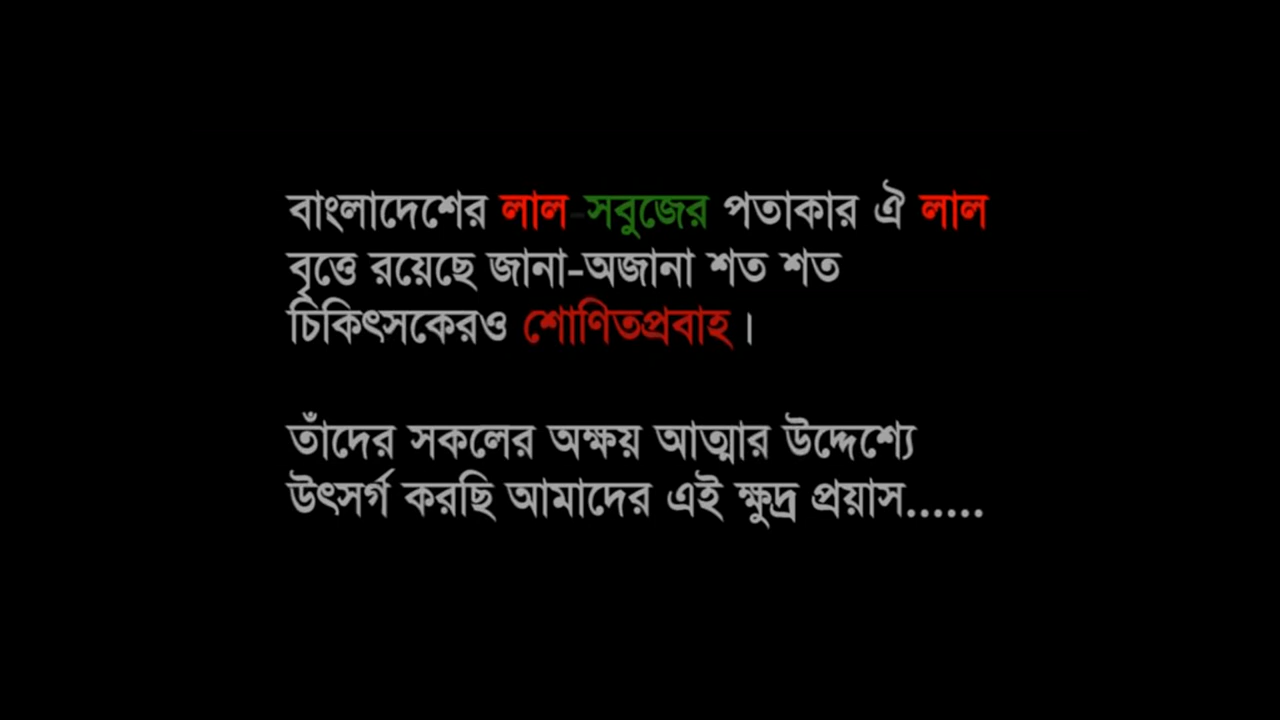 বাংলাদেশের লাল-সবুজের পতাকার ঐ লাল
বৃত্তে রয়েছে জানা-অজানা শত শত
চিকিৎসকেরও শোণিতপ্রবাহ।
তাঁদের সকলের অক্ষয় আত্মার উদ্দেশ্যে
উৎসর্গ করছি আমাদের এই ক্ষুদ্র প্রয়াস......